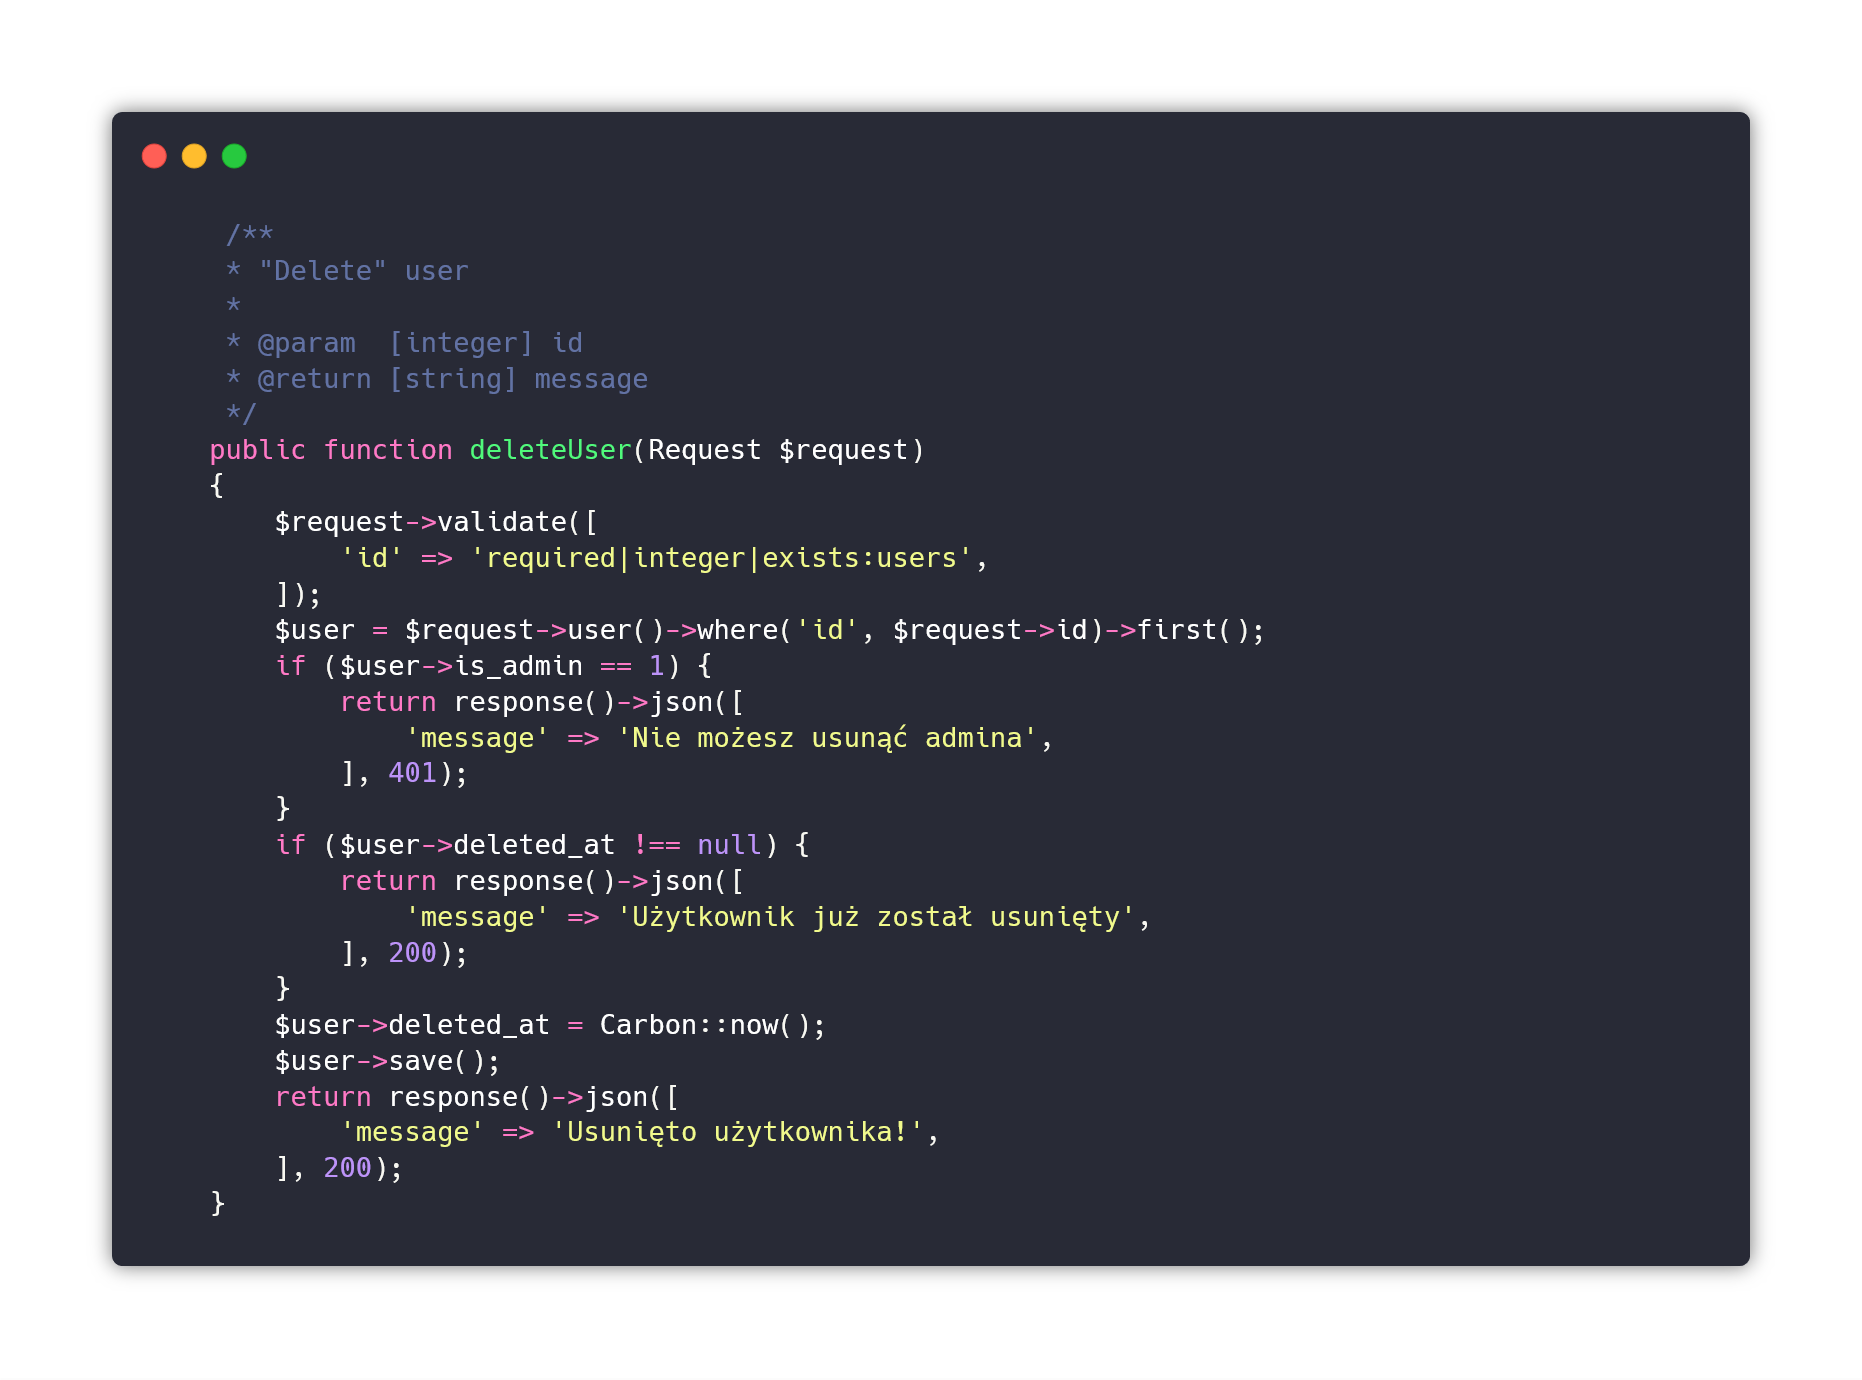 /**
* "Delete" user
*
* @param  [integer] id
* @return [string] message
*/
public function deleteUser(Request $request)
{
    $request->validate([
        'id' => 'required|integer|exists:users',
    ]);
    $user = $request->user()->where('id', $request->id)->first();
    if ($user->is_admin == 1) {
        return response()->json([
            'message' => 'Nie możesz usunąć admina',
        ], 401);
    }
    if ($user->deleted_at !== null) {
        return response()->json([
            'message' => 'Użytkownik już został usunięty',
        ], 200);
    }
    $user->deleted_at = Carbon::now();
    $user->save();
    return response()->json([
        'message' => 'Usunięto użytkownika!',
    ], 200);
}